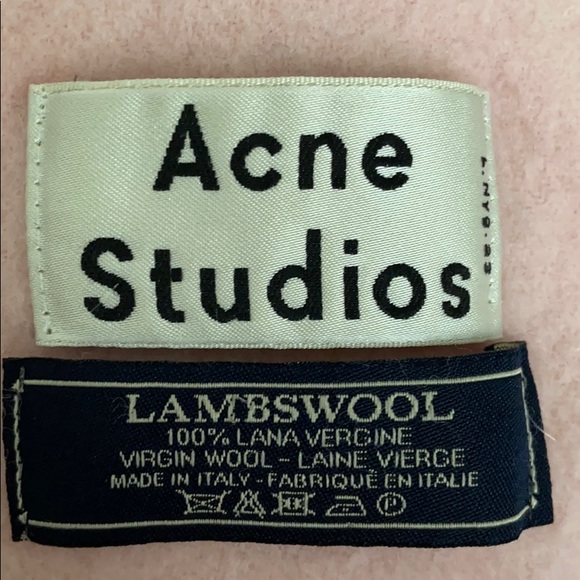 Acne
Studios
LAMBSWOOL
100% LANA VERGINE
VIRGIN WOOL - LAINE VIERGE
MADE IN ITALY - FABRIQUÉ EN ITALIE